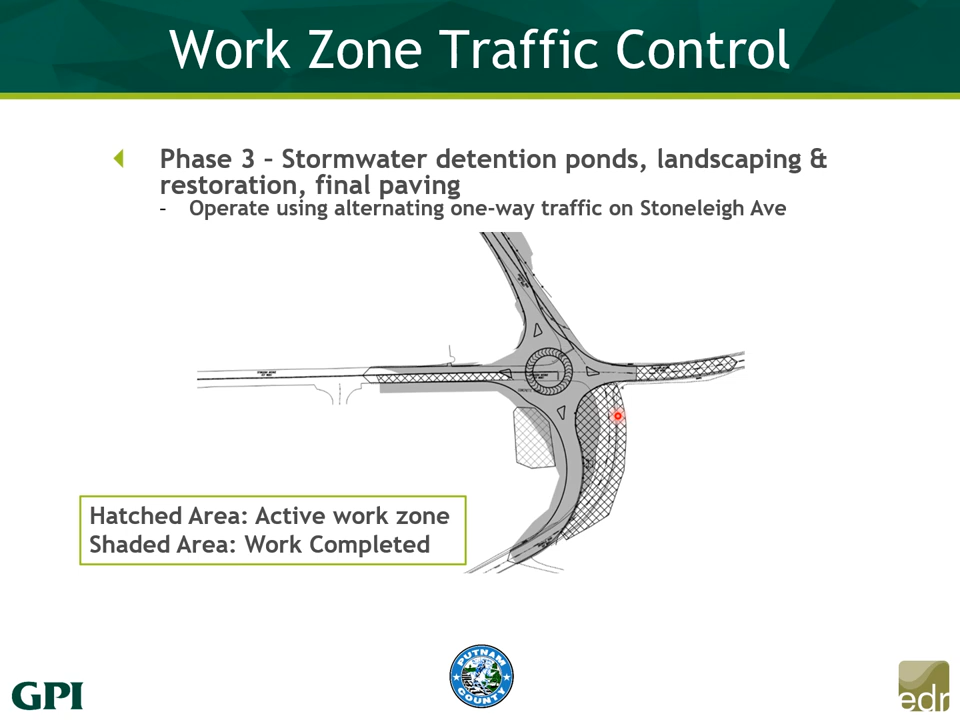 Work Zone Traffic Control
Phase 3 – Stormwater detention ponds, landscaping &
restoration, final paving
- Operate using alternating one-way traffic on Stoneleigh Ave
Hatched Area: Active work zone
Shaded Area: Work Completed
PUTNAM
COUNTY
GPI
edr